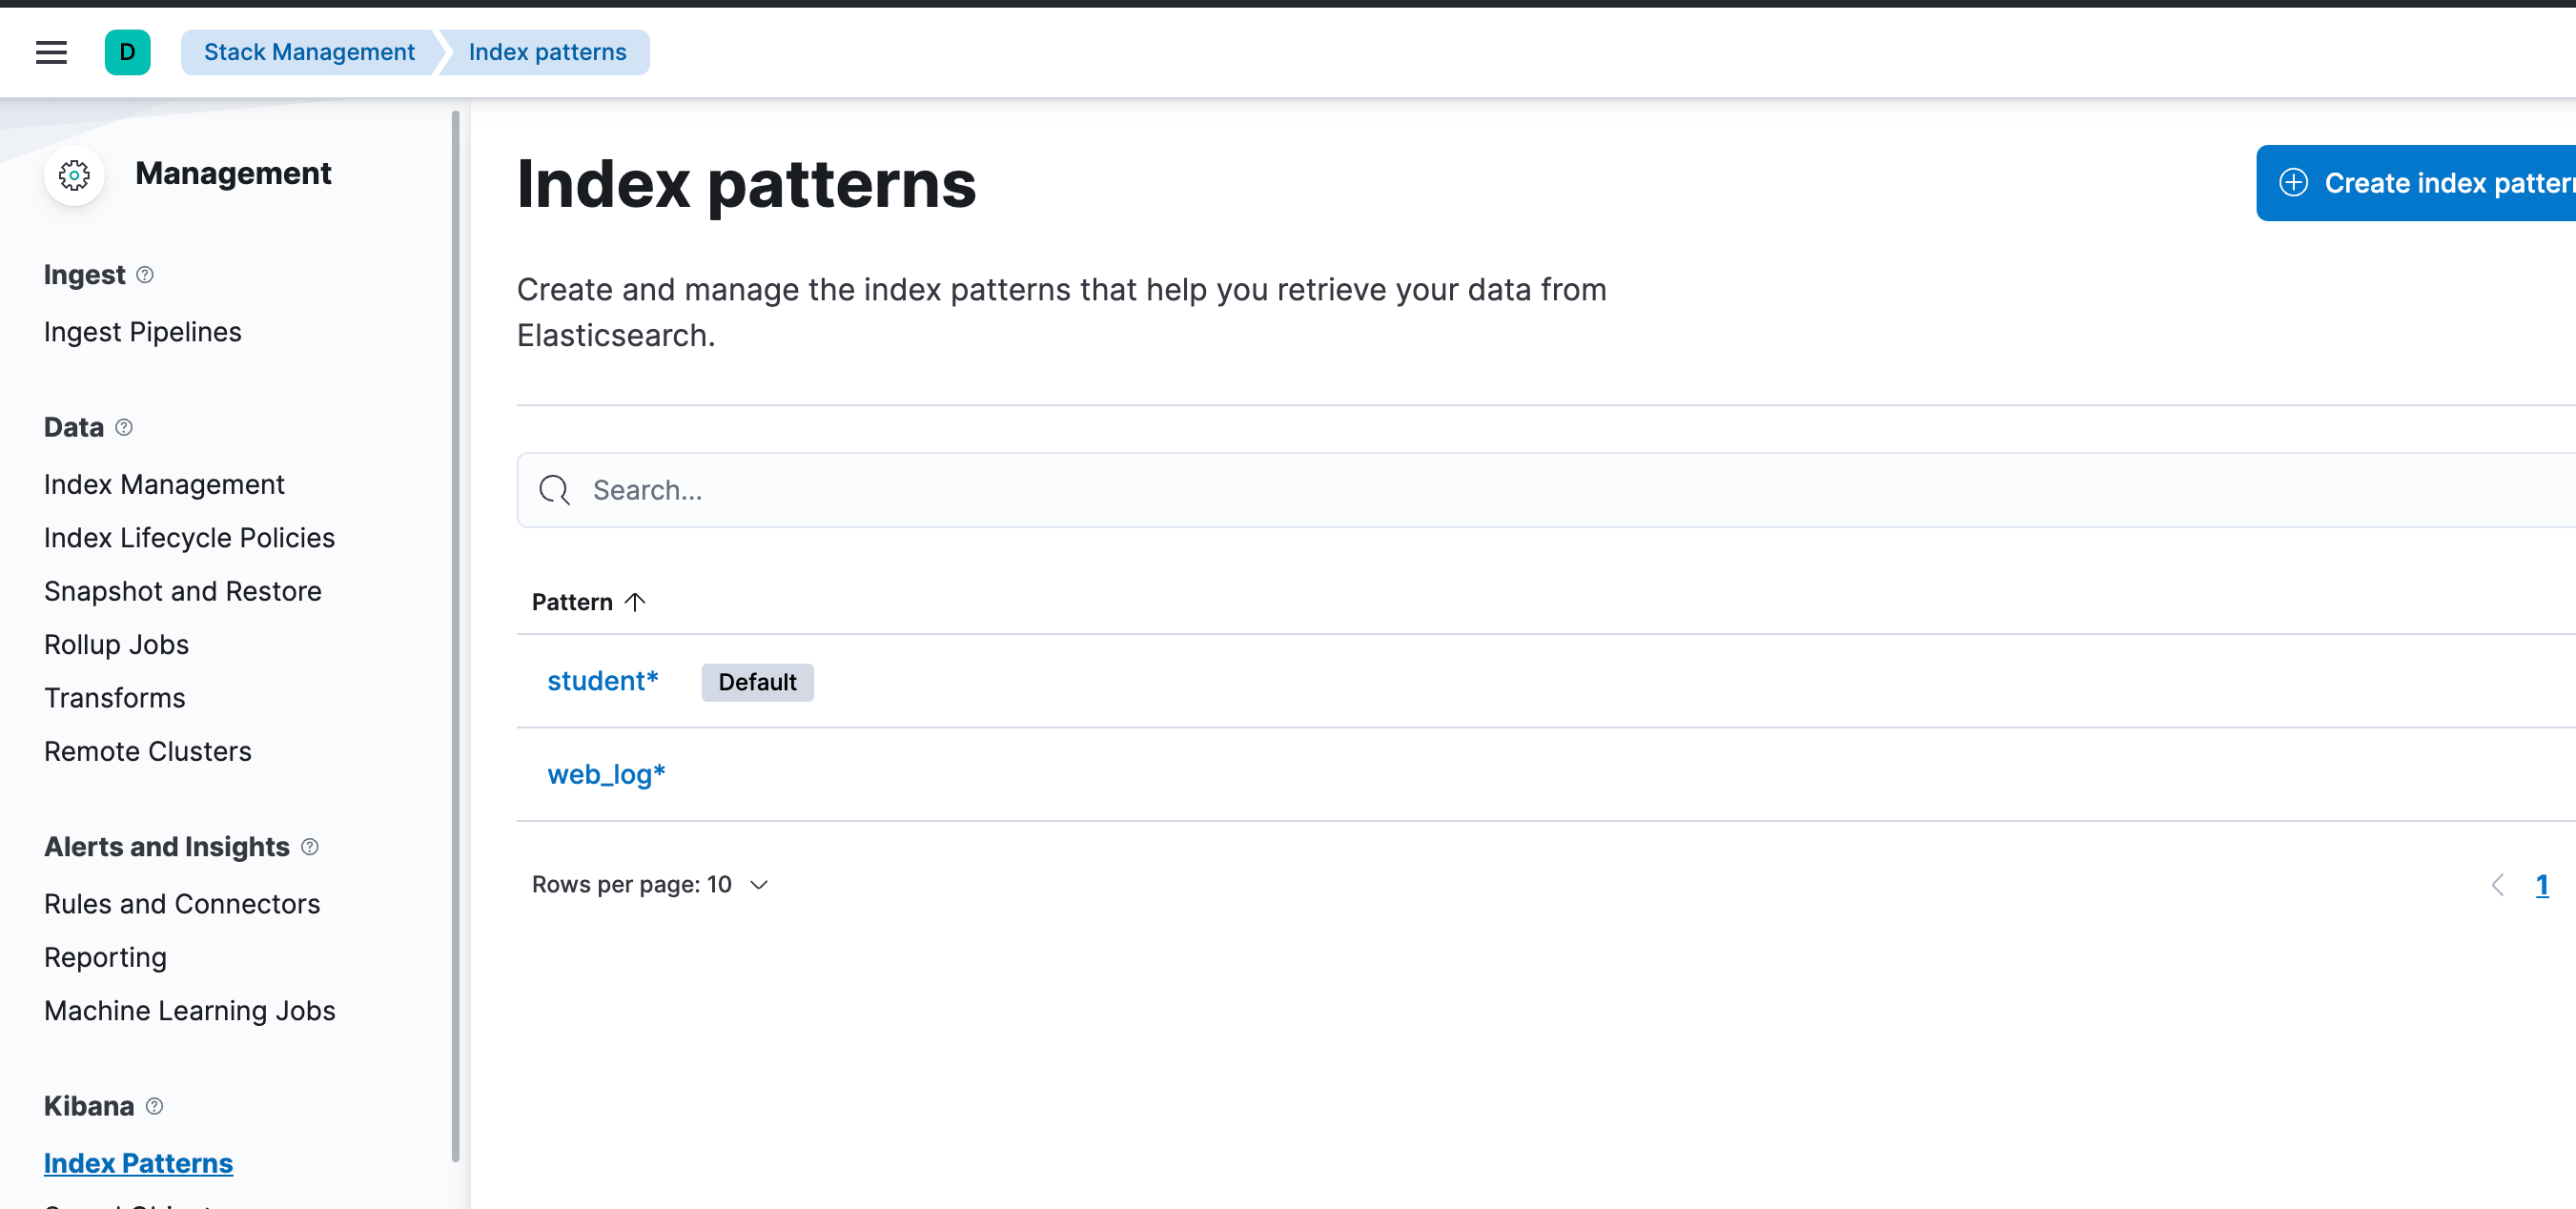 D
Stack Management
Index patterns
Management
Ingest
Ingest Pipelines
Data
Index Management
Index Lifecycle Policies
Snapshot and Restore
Rollup Jobs
Transforms
Remote Clusters
Alerts and Insights
Rules and Connectors
Reporting
Machine Learning Jobs
Kibana
Index Patterns
Index patterns
Create index pattern
Create and manage the index patterns that help you retrieve your data from
Elasticsearch.
Search...
Pattern
student* Default
web_log*
Rows per page: 10
1